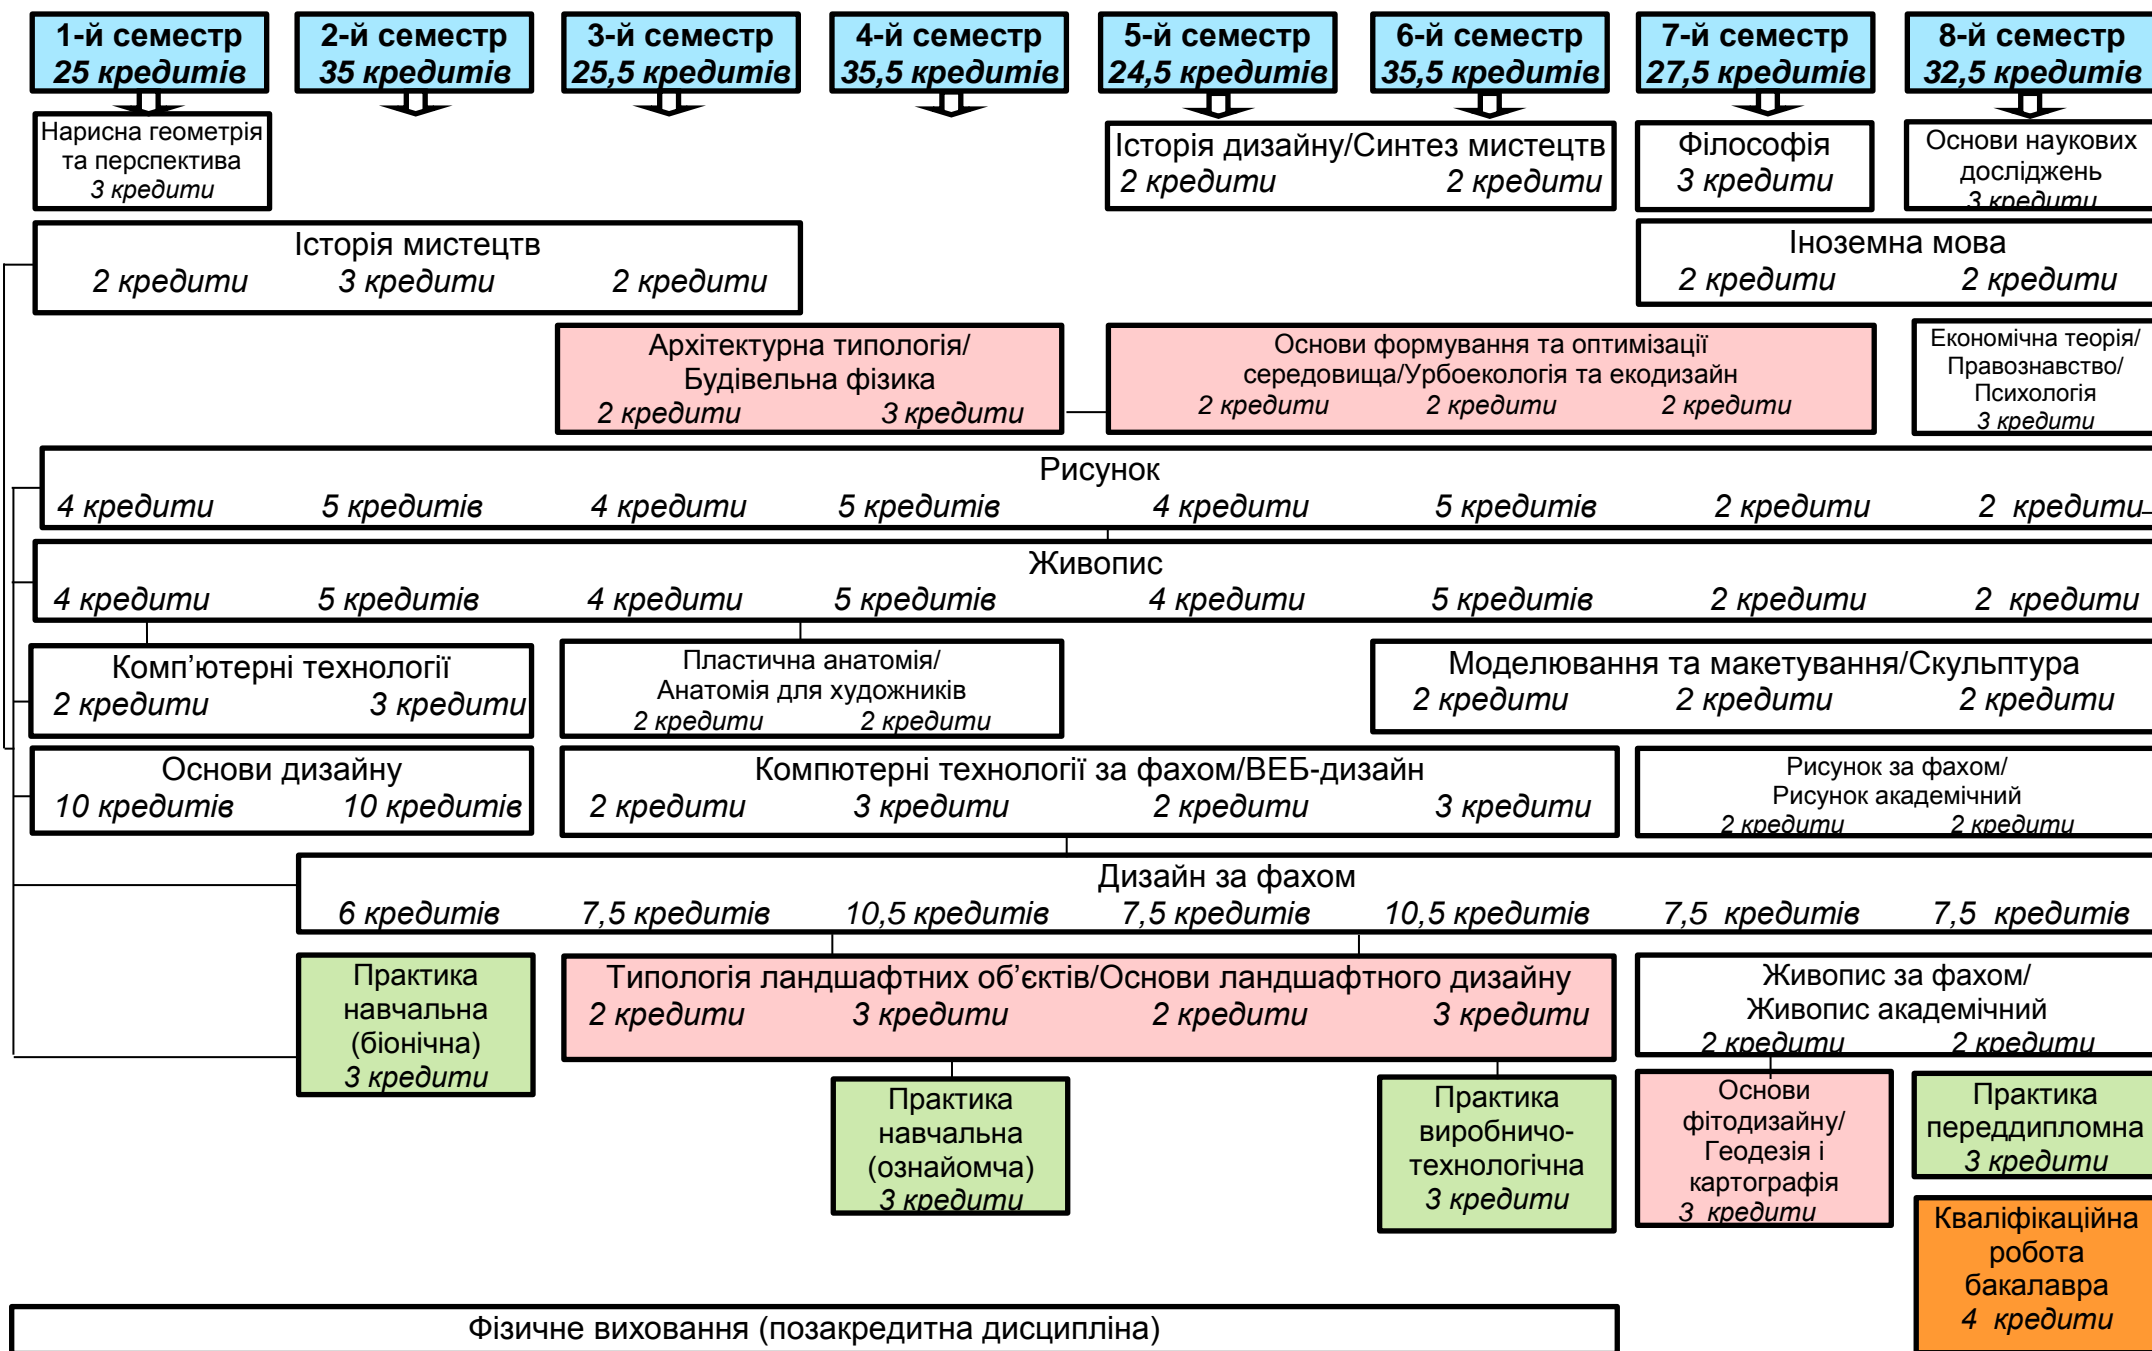 1-й семестр
25 кредитів
2-й семестр
35 кредитів
3-й семестр
25,5 кредитів
4-й семестр
35,5 кредитів
5-й семестр
24,5 кредитів
6-й семестр
35,5 кредитів
7-й семестр
27,5 кредитів
8-й семестр
32,5 кредитів
Нарисна геометрія
та перспектива
3 кредити
Історія дизайну/Синтез мистецтв
2 кредити 2 кредити
Філософія
3 кредити
Основи наукових
досліджень
3 кредити
Історія мистецтв
2 кредити 3 кредити 2 кредити
Іноземна мова
2 кредити 2 кредити
Архітектурна типологія/
Будівельна фізика
2 кредити 3 кредити
Основи формування та оптимізації
середовища/Урбоекологія та екодизайн
2 кредити 2 кредити 2 кредити
Економічна теорія/
Правознавство/
Психологія
3 кредити
Рисунок
4 кредити 5 кредитів 4 кредити 5 кредитів 4 кредити 5 кредитів 2 кредити 2 кредити
Живопис
4 кредити 5 кредитів 4 кредити 5 кредитів 4 кредити 5 кредитів 2 кредити 2 кредити
Комп’ютерні технології
2 кредити 3 кредити
Пластична анатомія/
Анатомія для художників
2 кредити 2 кредити
Моделювання та макетування/Скульптура
2 кредити 2 кредити 2 кредити
Основи дизайну
10 кредитів 10 кредитів
Компютерні технології за фахом/ВЕБ-дизайн
2 кредити 3 кредити 2 кредити 3 кредити
Рисунок за фахом/
Рисунок академічний
2 кредити 2 кредити
Дизайн за фахом
6 кредитів 7,5 кредитів 10,5 кредитів 7,5 кредитів 10,5 кредитів 7,5 кредитів 7,5 кредитів
Практика
навчальна
(біонічна)
3 кредити
Типологія ландшафтних об’єктів/Основи ландшафтного дизайну
2 кредити 3 кредити 2 кредити 3 кредити
Живопис за фахом/
Живопис академічний
2 кредити 2 кредити
Практика
навчальна
(ознайомча)
3 кредити
Практика
виробничо-
технологічна
3 кредити
Основи
фітодизайну/
Геодезія і
картографія
3 кредити
Практика
переддипломна
3 кредити
Кваліфікаційна
робота
бакалавра
4 кредити
Фізичне виховання (позакредитна дисципліна)